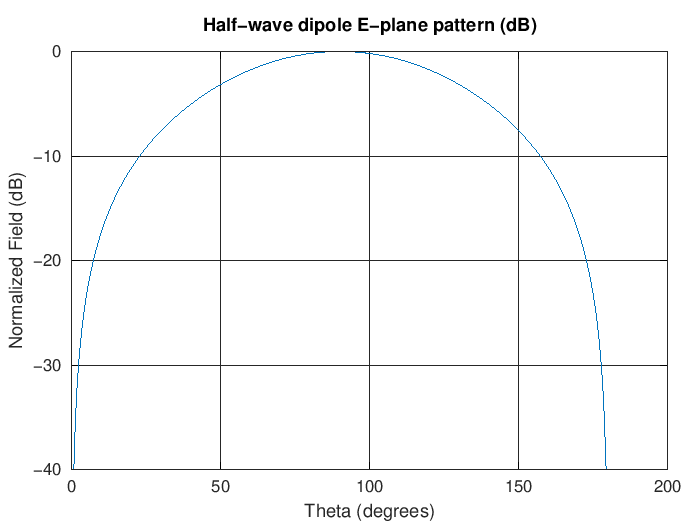 Half−wave dipole E−plane pattern (dB)
0
−10
−20
−30
−40
Normalized Field (dB)
0 50 100 150 200
Theta (degrees)